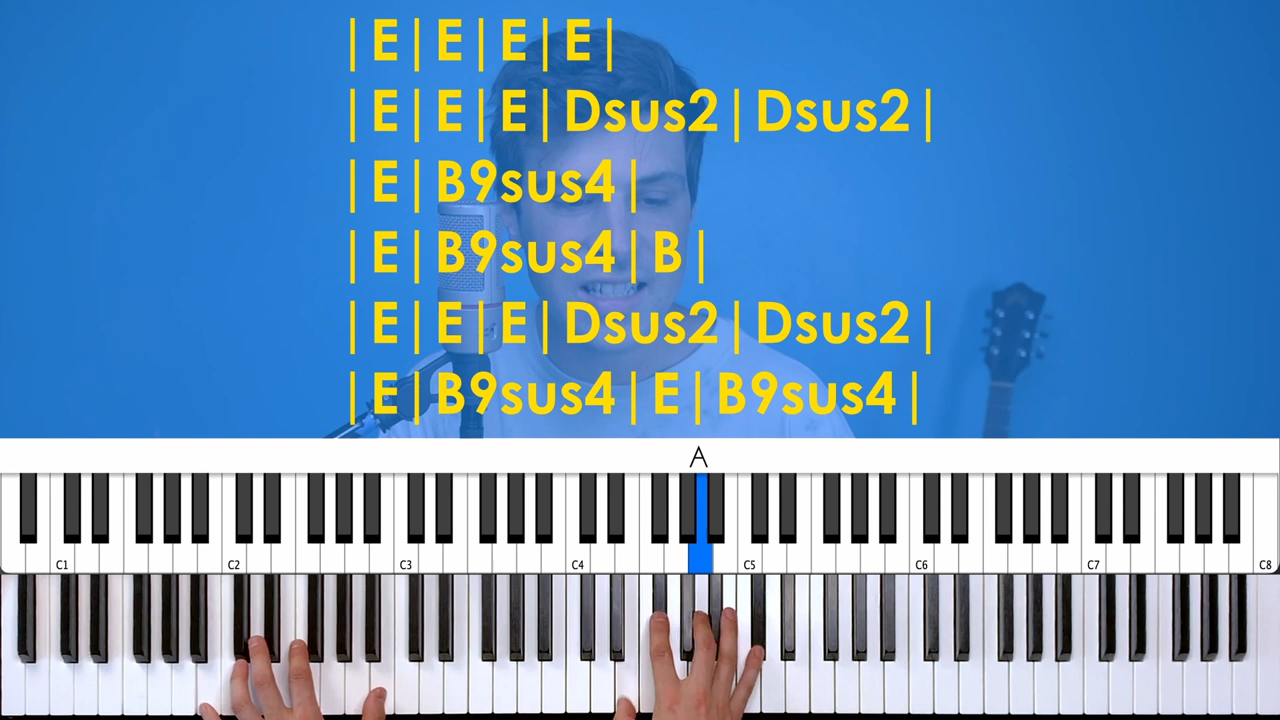 | E | E | E | E |
| E | E | E | Dsus2 | Dsus2 |
| E | B9sus4 |
| E | B9sus4 | B |
| E | E | E | Dsus2 | Dsus2 |
| E | B9sus4 | E | B9sus4 |
A
C1 C2 C3 C4 C5 C6 C7 C8